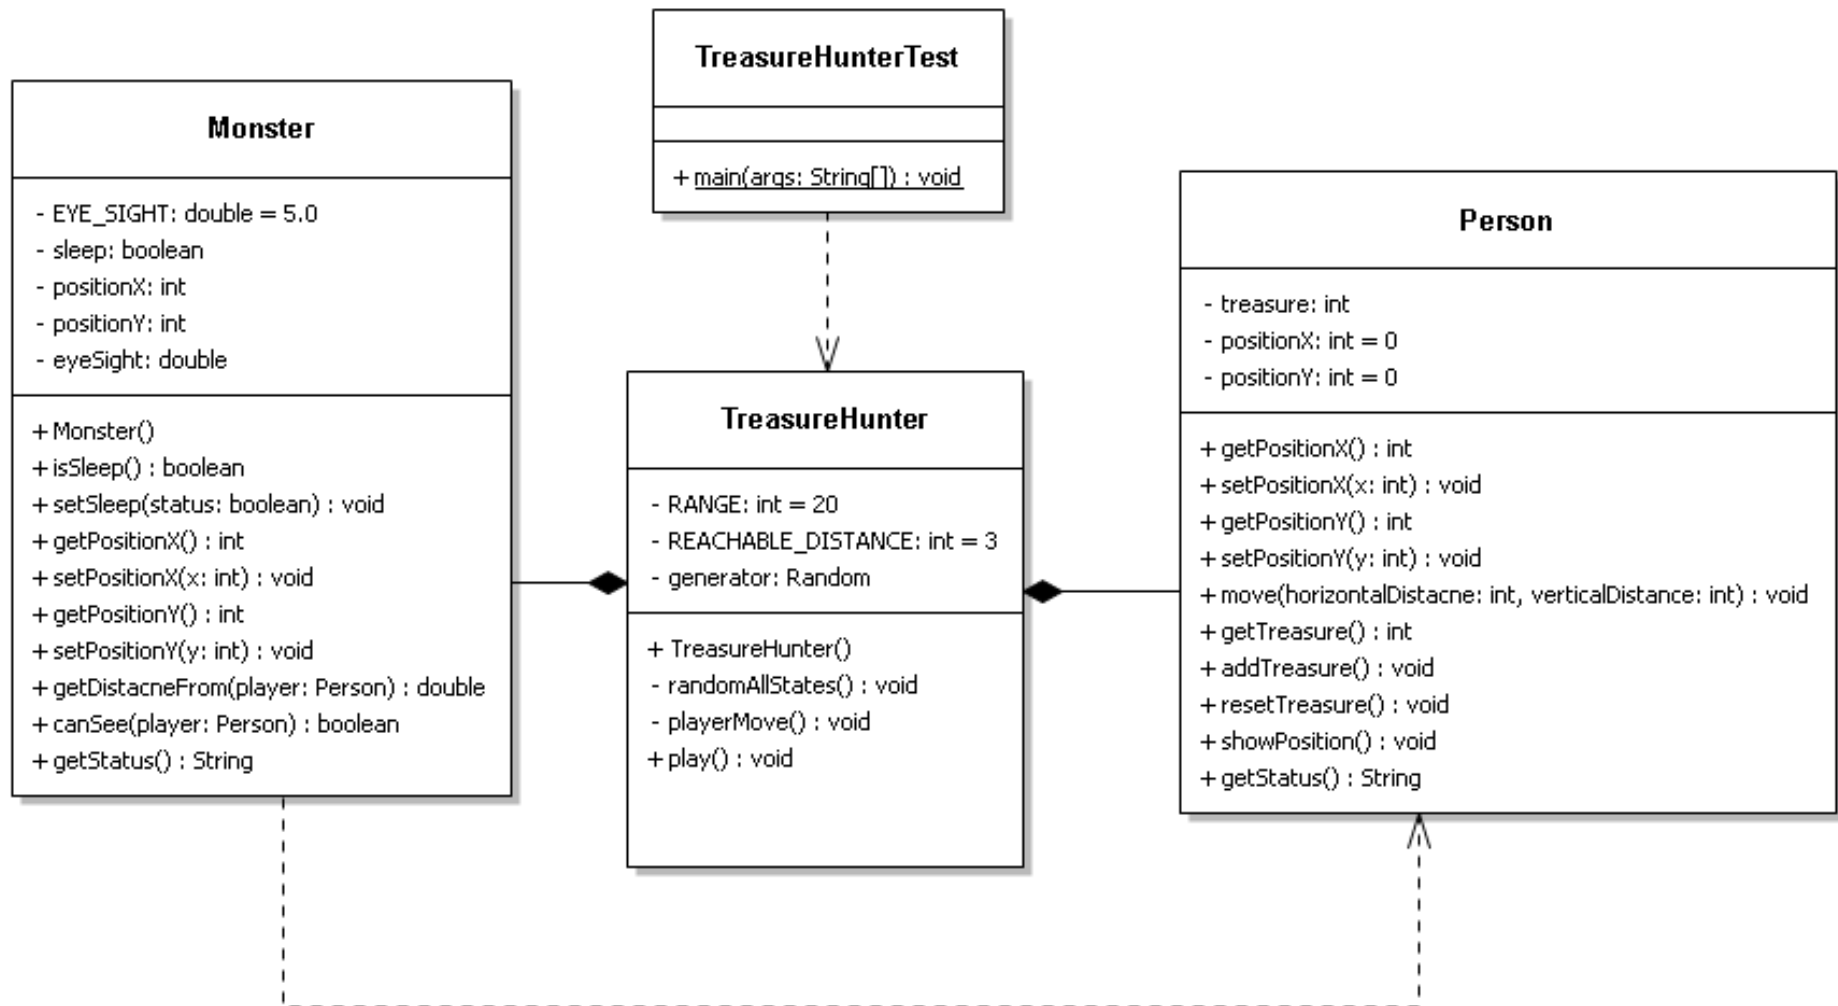 TreasureHunterTest
+ main(args: String[]) : void
Monster
- EYE_SIGHT: double = 5.0
- sleep: boolean
- positionX: int
- positionY: int
- eyeSight: double
+ Monster()
+ isSleep() : boolean
+ setSleep(status: boolean) : void
+ getPositionX() : int
+ setPositionX(x: int) : void
+ getPositionY() : int
+ setPositionY(y: int) : void
+ getDistacneFrom(player: Person) : double
+ canSee(player: Person) : boolean
+ getStatus() : String
TreasureHunter
- RANGE: int = 20
- REACHABLE_DISTANCE: int = 3
- generator: Random
+ TreasureHunter()
- randomAllStates() : void
- playerMove() : void
+ play() : void
Person
- treasure: int
- positionX: int = 0
- positionY: int = 0
+ getPositionX() : int
+ setPositionX(x: int) : void
+ getPositionY() : int
+ setPositionY(y: int) : void
+ move(horizontalDistacne: int, verticalDistance: int) : void
+ getTreasure() : int
+ addTreasure() : void
+ resetTreasure() : void
+ showPosition() : void
+ getStatus() : String